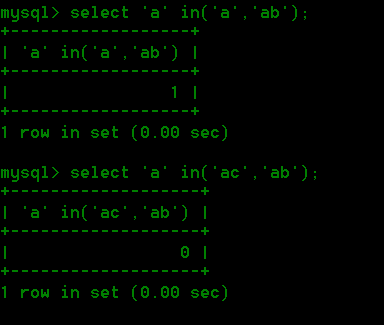 mysql> select 'a' in('a','ab');
+-------------------+
| 'a' in('a','ab') |
+-------------------+
|                1 |
+-------------------+
1 row in set (0.00 sec)

mysql> select 'a' in('ac','ab');
+--------------------+
| 'a' in('ac','ab') |
+--------------------+
|                 0 |
+--------------------+
1 row in set (0.00 sec)